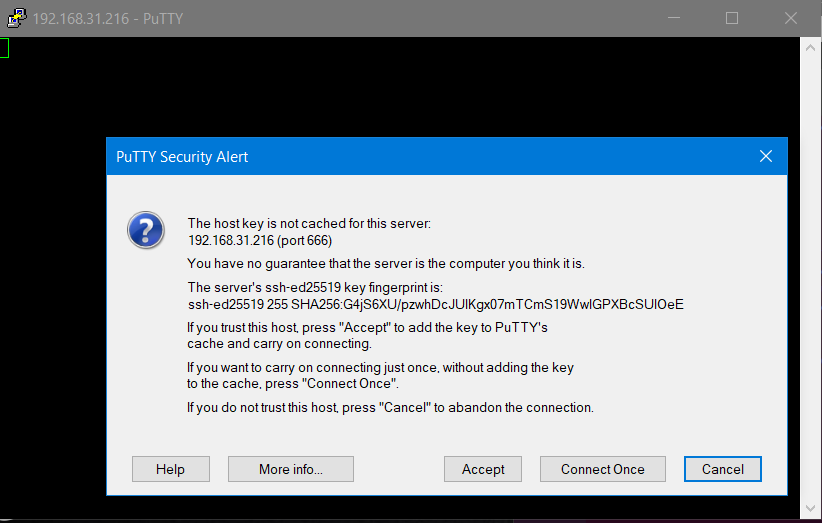 192.168.31.216 - PuTTY
PuTTY Security Alert
The host key is not cached for this server:
192.168.31.216 (port 666)
You have no guarantee that the server is the computer you think it is.
The server's ssh-ed25519 key fingerprint is:
ssh-ed25519 255 SHA256:G4jS6XU/pzwhDcJUlKgx07mTCmS19WwlGPXBcSUlOeE
If you trust this host, press "Accept" to add the key to PuTTY's
cache and carry on connecting.
If you want to carry on connecting just once, without adding the key
to the cache, press "Connect Once".
If you do not trust this host, press "Cancel" to abandon the connection.
Help
More info...
Accept
Connect Once
Cancel